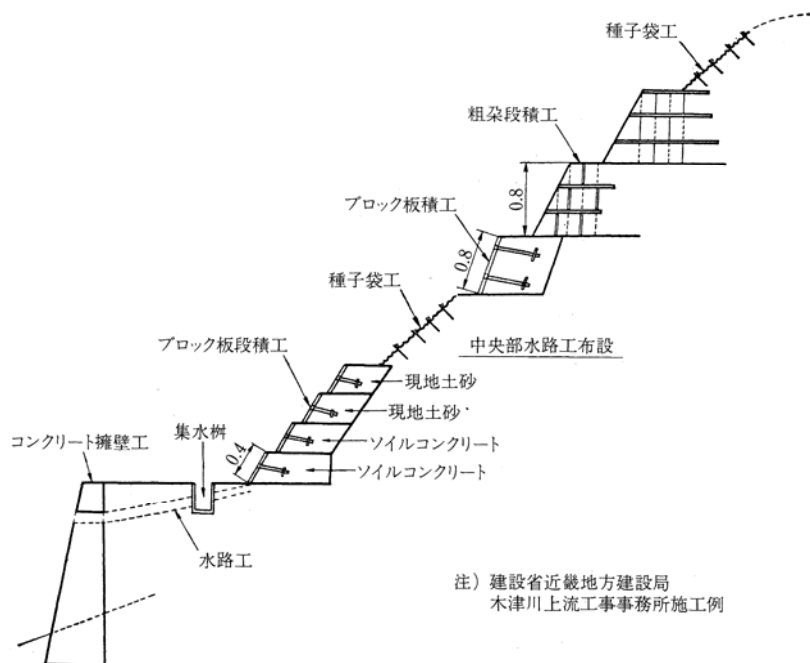 種子袋工
粗朶段積工
0.8
ブロック板積工
0.8
種子袋工
中央部水路工布設
ブロック板段積工
現地土砂
現地土砂
集水桝
コンクリート擁壁工
ソイルコンクリート
0.4
ソイルコンクリート
水路工
注) 建設省近畿地方建設局
木津川上流工事事務所施工例